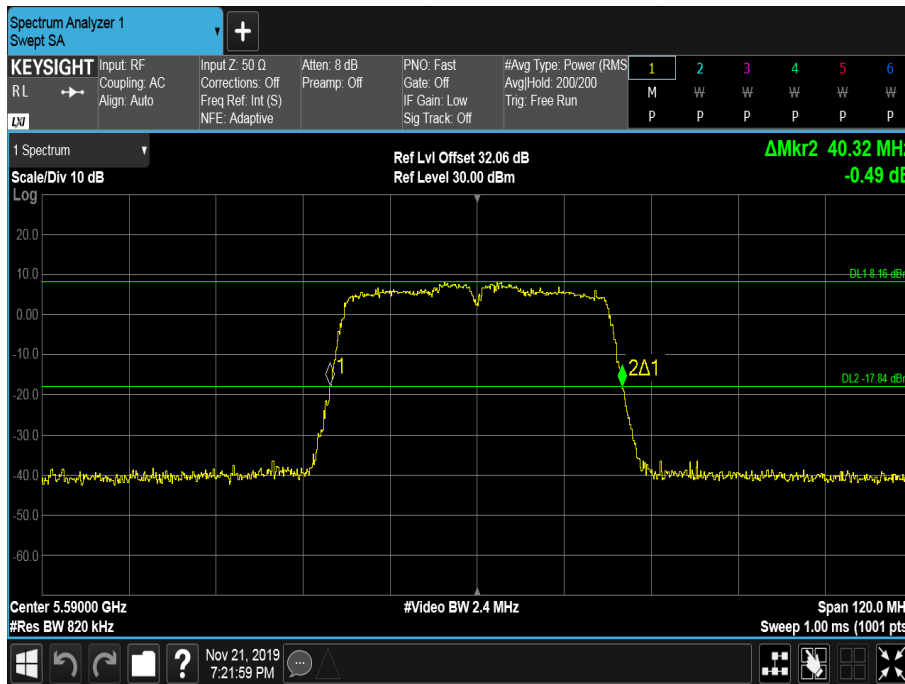 Spectrum Analyzer 1
Swept SA
+
KEYSIGHT
RL
LXI
Input: RF
Coupling: AC
Align: Auto
Input Z: 50 Ω
Corrections: Off
Freq Ref: Int (S)
NFE: Adaptive
Atten: 8 dB
Preamp: Off
PNO: Fast
Gate: Off
IF Gain: Low
Sig Track: Off
#Avg Type: Power (RMS
Avg|Hold: 200/200
Trig: Free Run
1 2 3 4 5 6
M W W W W W
P P P P P P
1 Spectrum
Scale/Div 10 dB
Log
Ref Lvl Offset 32.06 dB
Ref Level 30.00 dBm
ΔMkr2 40.32 MHz
-0.49 dB
20.0
10.0
DL1 8.16 dBm
0.00
-10.0
1
2Δ1
DL2 -17.84 dBm
-20.0
-30.0
-40.0
-50.0
-60.0
Center 5.59000 GHz
#Video BW 2.4 MHz
Span 120.0 MHz
#Res BW 820 kHz
Sweep 1.00 ms (1001 pts
?
Nov 21, 2019
7:21:59 PM